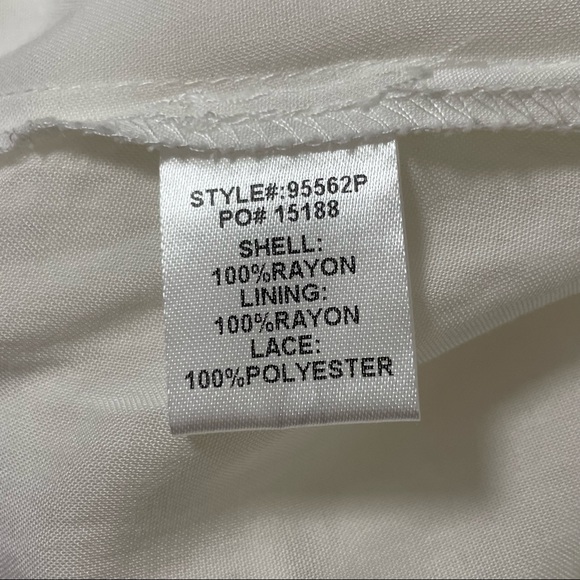 STYLE#:95562P
PO# 15188
SHELL:
100%RAYON
LINING:
100%RAYON
LACE:
100%POLYESTER